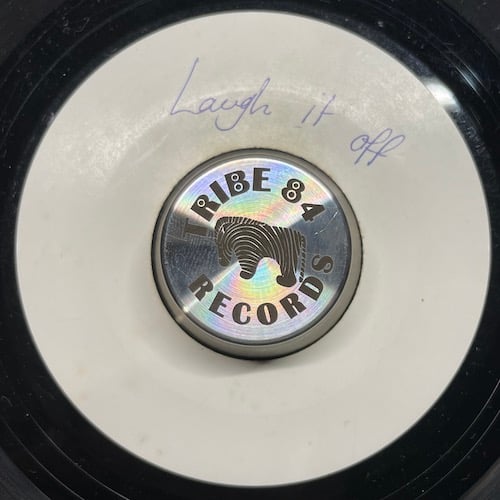 Laugh it off
TRIBE 84
RECORDS